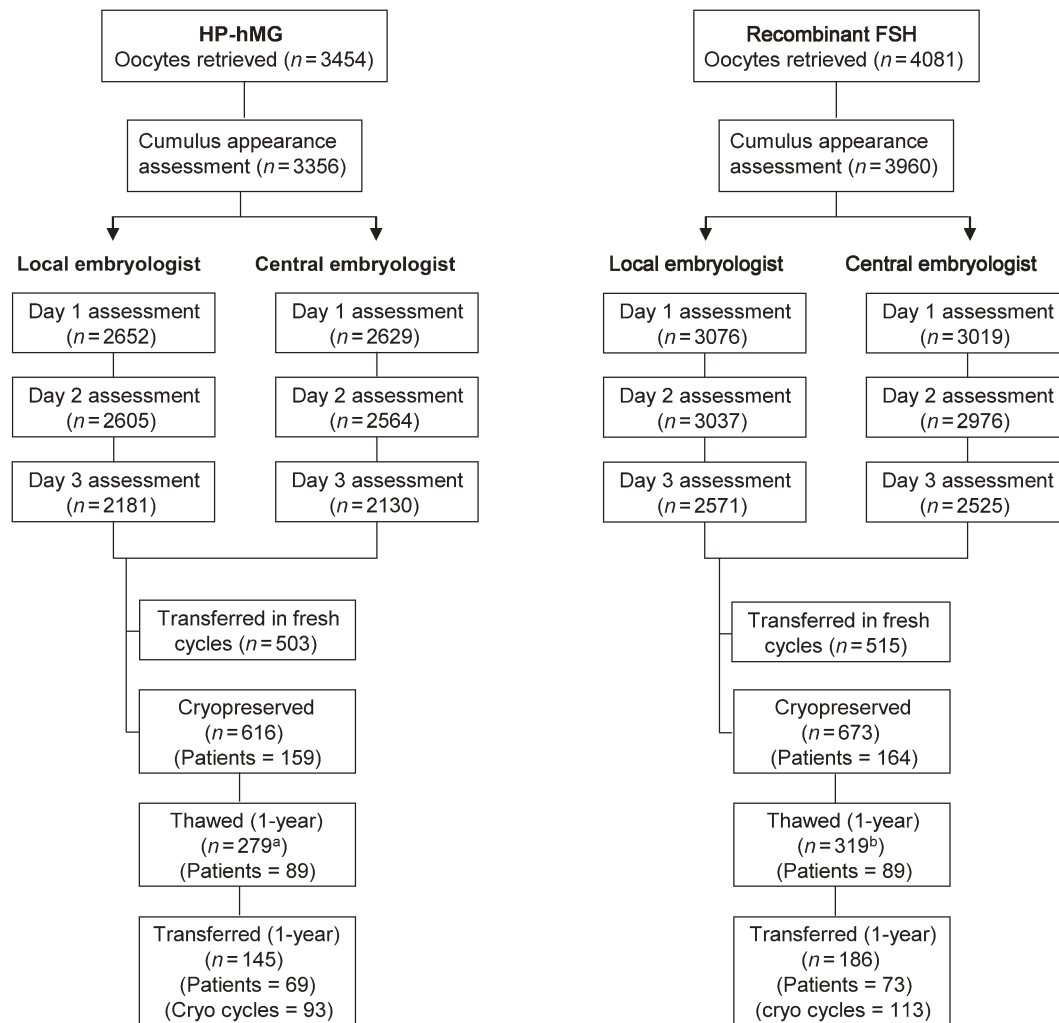 HP-hMG
Oocytes retrieved (n = 3454)
Cumulus appearance
assessment (n = 3356)
Local embryologist
Central embryologist
Day 1 assessment
(n = 2652)
Day 1 assessment
(n = 2629)
Day 2 assessment
(n = 2605)
Day 2 assessment
(n = 2564)
Day 3 assessment
(n = 2181)
Day 3 assessment
(n = 2130)
Transferred in fresh
cycles (n = 503)
Cryopreserved
(n = 616)
(Patients = 159)
Thawed (1-year)
(n = 279ᵃ)
(Patients = 89)
Transferred (1-year)
n = 145)
(Patients = 69)
(Cryo cycles = 93)
Recombinant FSH
Oocytes retrieved (n = 4081)
Cumulus appearance
assessment (n = 3960)
Local embryologist
Central embryologist
Day 1 assessment
(n = 3076)
Day 1 assessment
(n = 3019)
Day 2 assessment
(n = 3037)
Day 2 assessment
(n = 2976)
Day 3 assessment
(n = 2571)
Day 3 assessment
(n = 2525)
Transferred in fresh
cycles (n = 515)
Cryopreserved
(n = 673)
(Patients = 164)
Thawed (1-year)
(n = 319ᵇ)
(Patients = 89)
Transferred (1-year)
n = 186)
(Patients = 73)
(cryo cycles = 113)